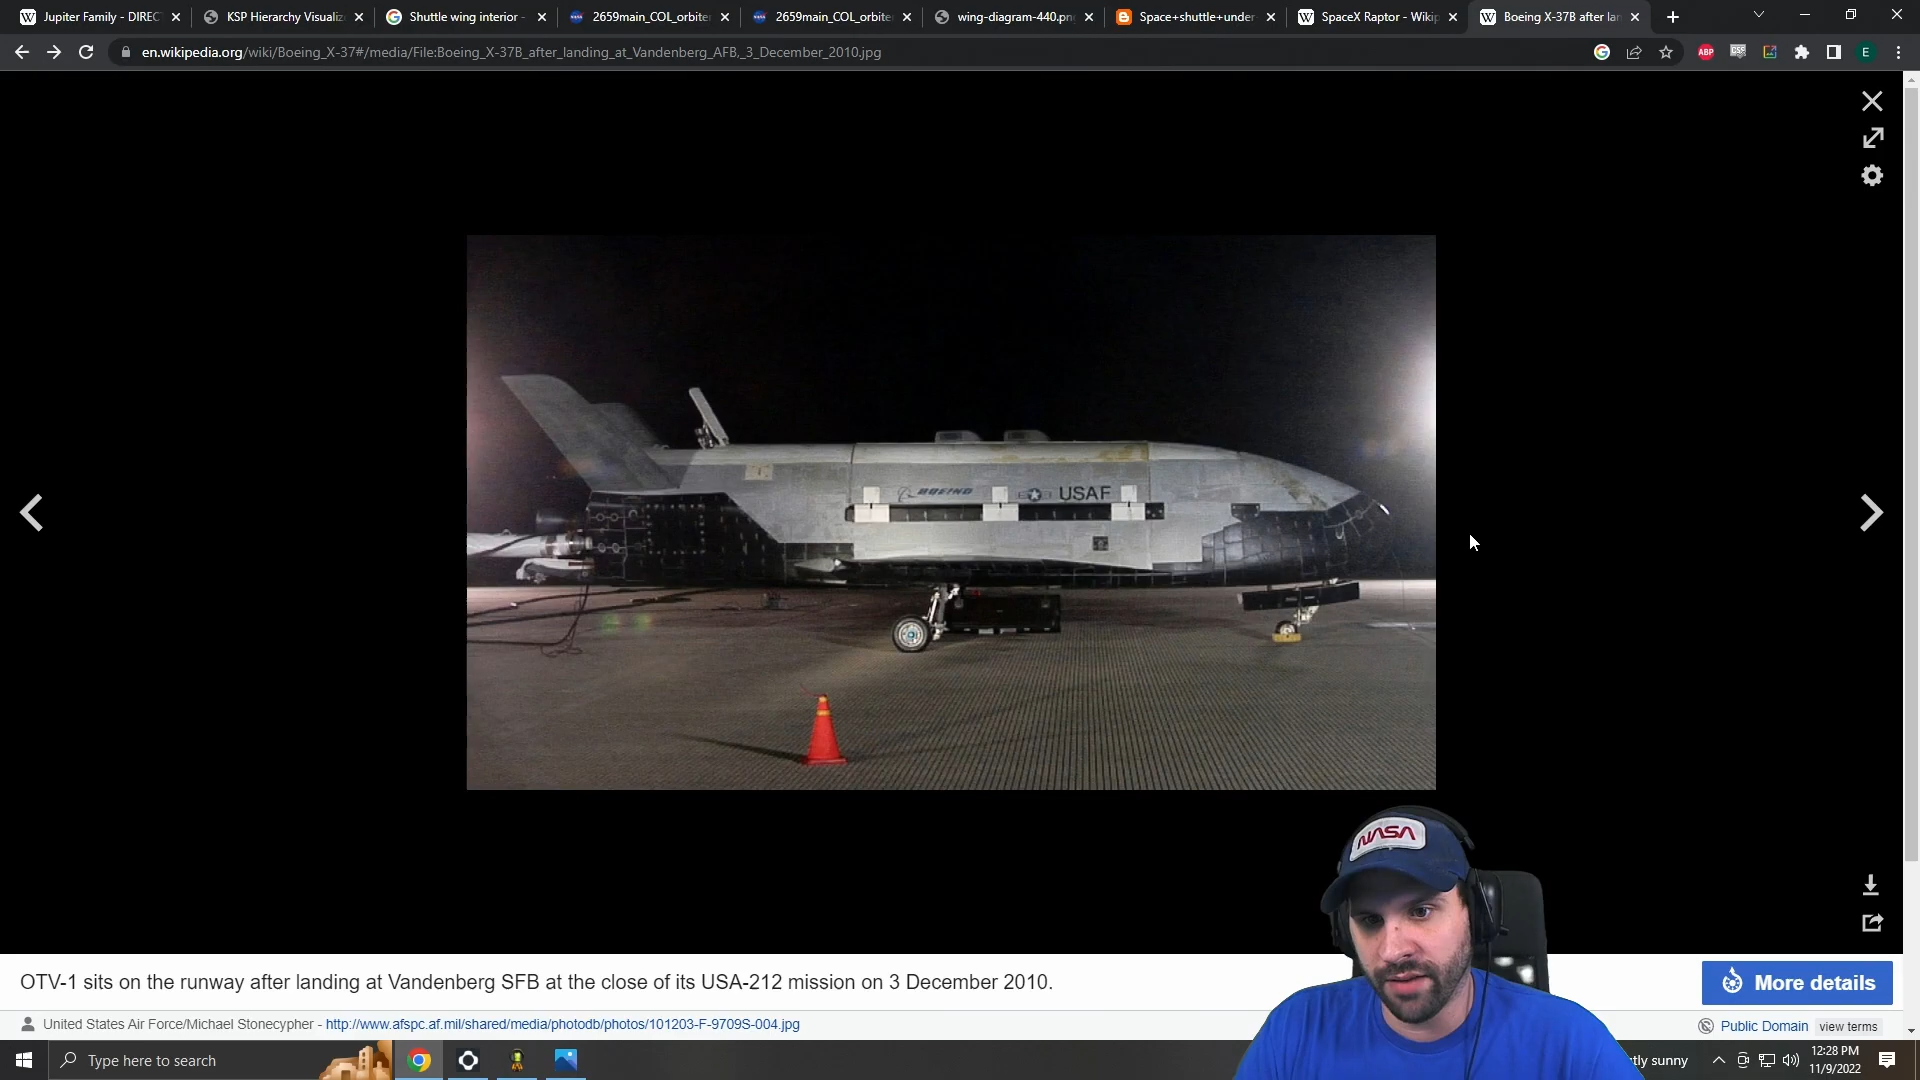 Jupiter Family - DIREC
KSP Hierarchy Visualiz
Shuttle wing interior -
2659main_COL_orbite
2659main_COL_orbite
wing-diagram-440.pn
Space+shuttle+under
SpaceX Raptor - Wikip
Boeing X-37B after lan
en.wikipedia.org/wiki/Boeing_X-37#/media/File:Boeing_X-37B_after_landing_at_Vandenberg_AFB,_3_December_2010.jpg
ABP
E
BOEING
USAF
NASA
OTV-1 sits on the runway after landing at Vandenberg SFB at the close of its USA-212 mission on 3 December 2010.
More details
United States Air Force/Michael Stonecypher - http://www.afspc.af.mil/shared/media/photodb/photos/101203-F-9709S-004.jpg
Public Domain
view terms
Type here to search
tly sunny
12:28 PM
11/9/2022